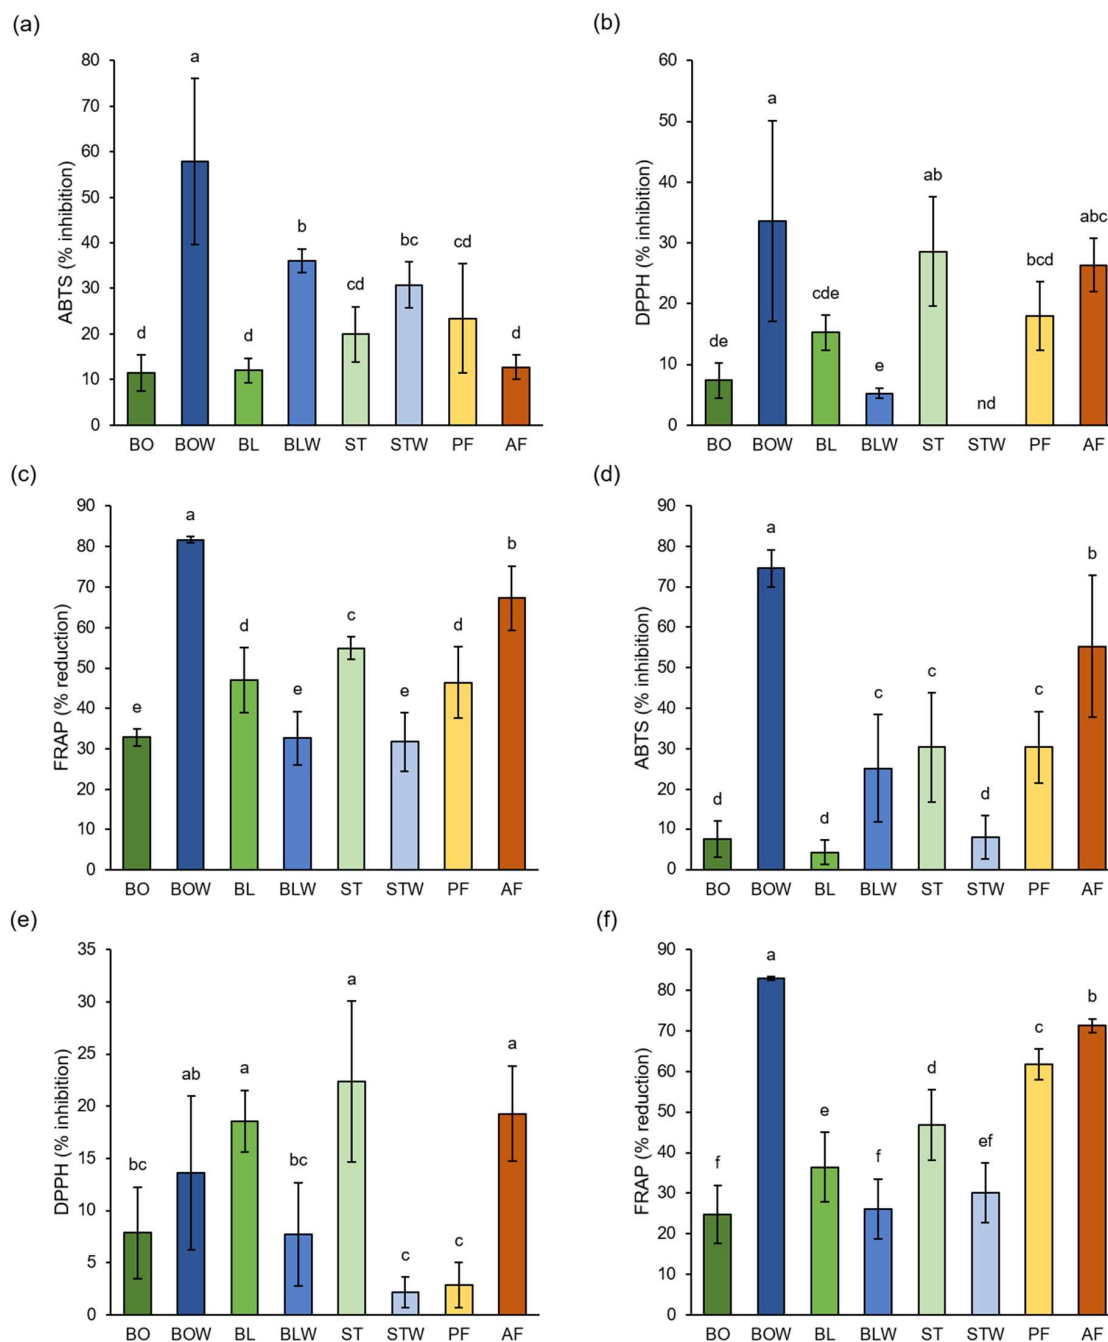 (a)
ABTS (% inhibition)
80
70
60
50
40
30
20
10
0
a
b
bc
cd
cd
d
d
d
BO BOW BL BLW ST STW PF AF
(b)
DPPH (% inhibition)
60
50
40
30
20
10
0
de
a
cde
e
ab
nd
bcd
abc
BO BOW BL BLW ST STW PF AF
(c)
FRAP (% reduction)
90
80
70
60
50
40
30
20
10
0
e
a
d
e
c
e
d
b
BO BOW BL BLW ST STW PF AF
(d)
ABTS (% inhibition)
90
80
70
60
50
40
30
20
10
0
d
a
d
c
c
d
c
b
BO BOW BL BLW ST STW PF AF
(e)
DPPH (% inhibition)
35
30
25
20
15
10
5
0
bc
ab
a
bc
a
c
c
a
BO BOW BL BLW ST STW PF AF
(f)
FRAP (% reduction)
90
80
70
60
50
40
30
20
10
0
f
a
e
f
d
ef
c
b
BO BOW BL BLW ST STW PF AF